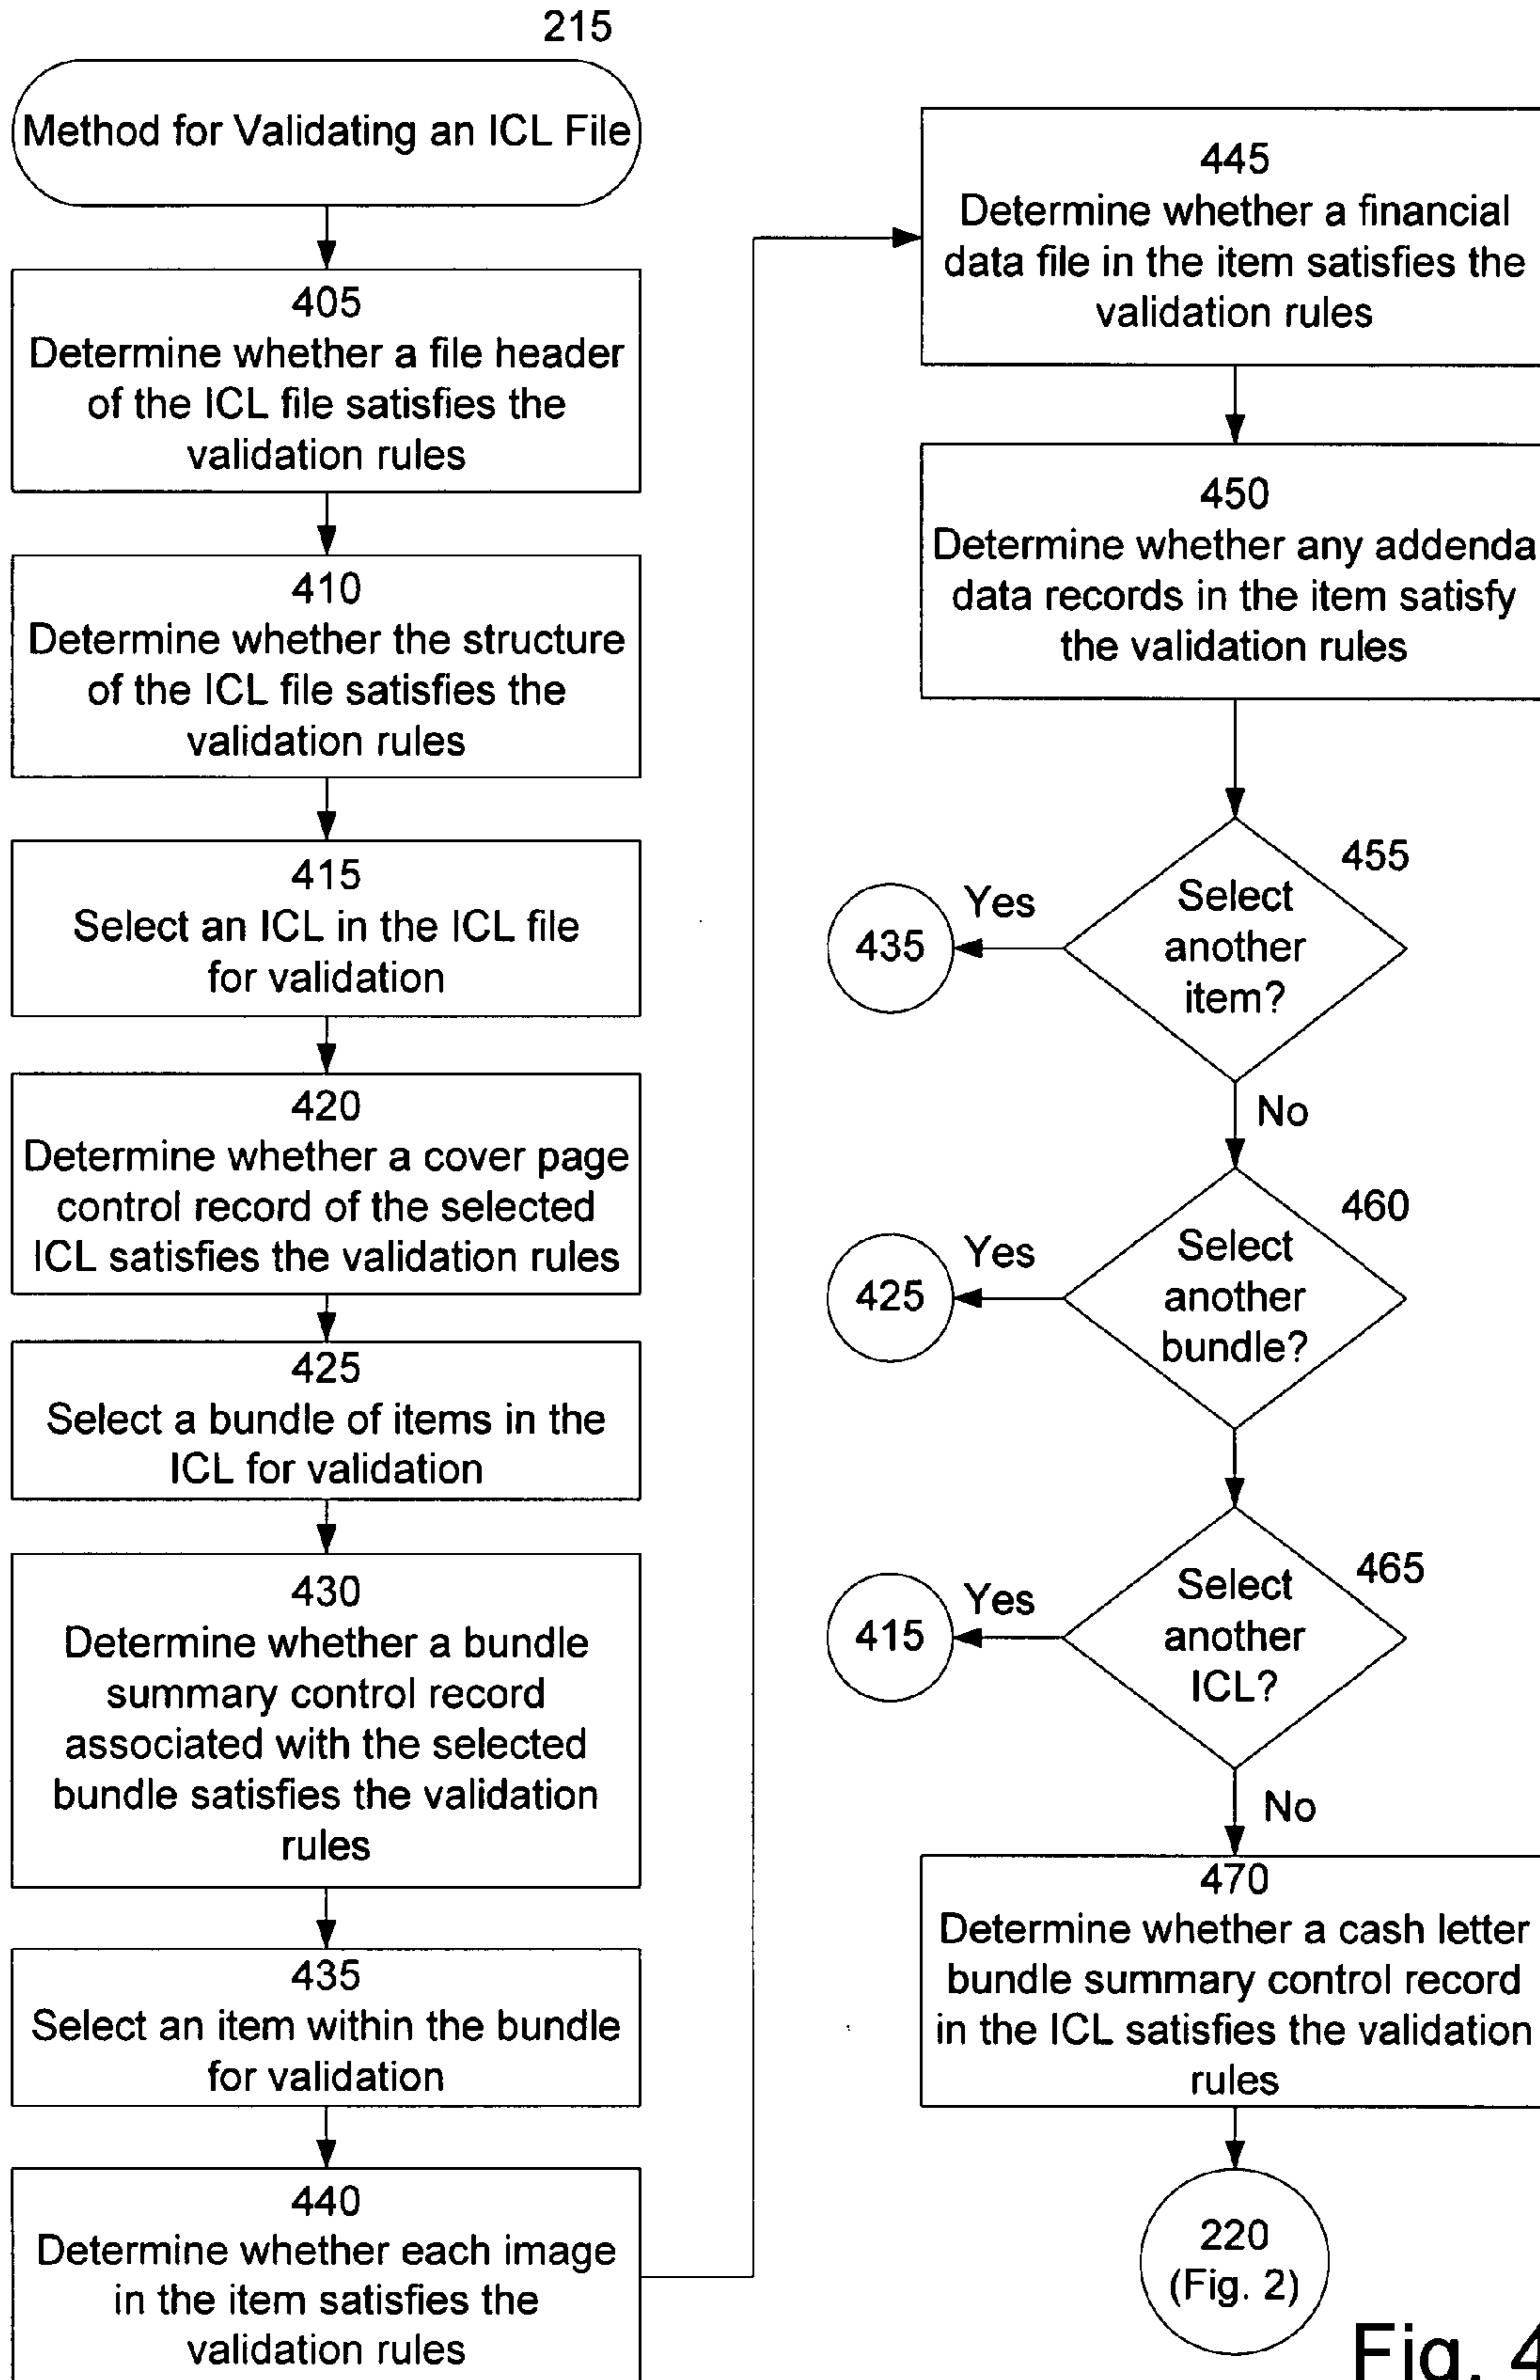 215
Method for Validating an ICL File
405
Determine whether a file header
of the ICL file satisfies the
validation rules
410
Determine whether the structure
of the ICL file satisfies the
validation rules
415
Select an ICL in the ICL file
for validation
420
Determine whether a cover page
control record of the selected
ICL satisfies the validation rules
425
Select a bundle of items in the
ICL for validation
430
Determine whether a bundle
summary control record
associated with the selected
bundle satisfies the validation
rules
435
Select an item within the bundle
for validation
440
Determine whether each image
in the item satisfies the
validation rules
445
Determine whether a financial
data file in the item satisfies the
validation rules
450
Determine whether any addenda
data records in the item satisfy
the validation rules
455
Select
another
item?
Yes
435
No
460
Select
another
bundle?
Yes
425
465
Select
another
ICL?
Yes
415
No
470
Determine whether a cash letter
bundle summary control record
in the ICL satisfies the validation
rules
220
(Fig. 2)
Fig. 4